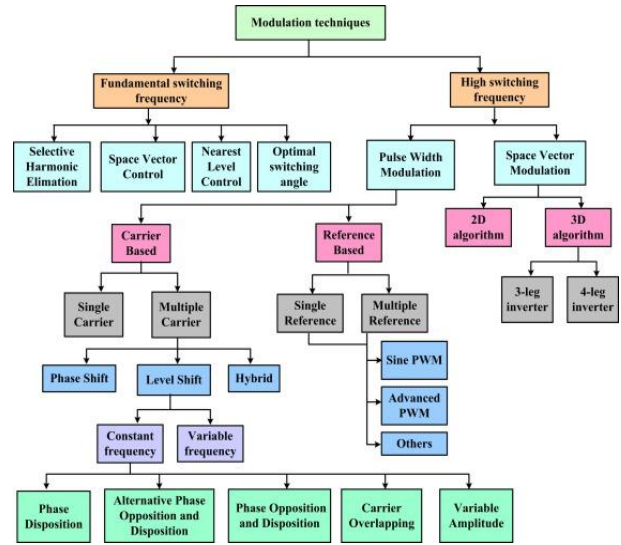 Modulation techniques
Fundamental switching
frequency
High switching
frequency
Selective
Harmonic
Elimation
Space Vector
Control
Nearest
Level
Control
Optimal
switching
angle
Pulse Width
Modulation
Space Vector
Modulation
Carrier
Based
Reference
Based
2D
algorithm
3D
algorithm
Single
Carrier
Multiple
Carrier
Single
Reference
Multiple
Reference
3-leg
inverter
4-leg
inverter
Phase Shift
Level Shift
Hybrid
Sine PWM
Advanced
PWM
Others
Constant
frequency
Variable
frequency
Phase
Disposition
Alternative Phase
Opposition and
Disposition
Phase Opposition
and Disposition
Carrier
Overlapping
Variable
Amplitude